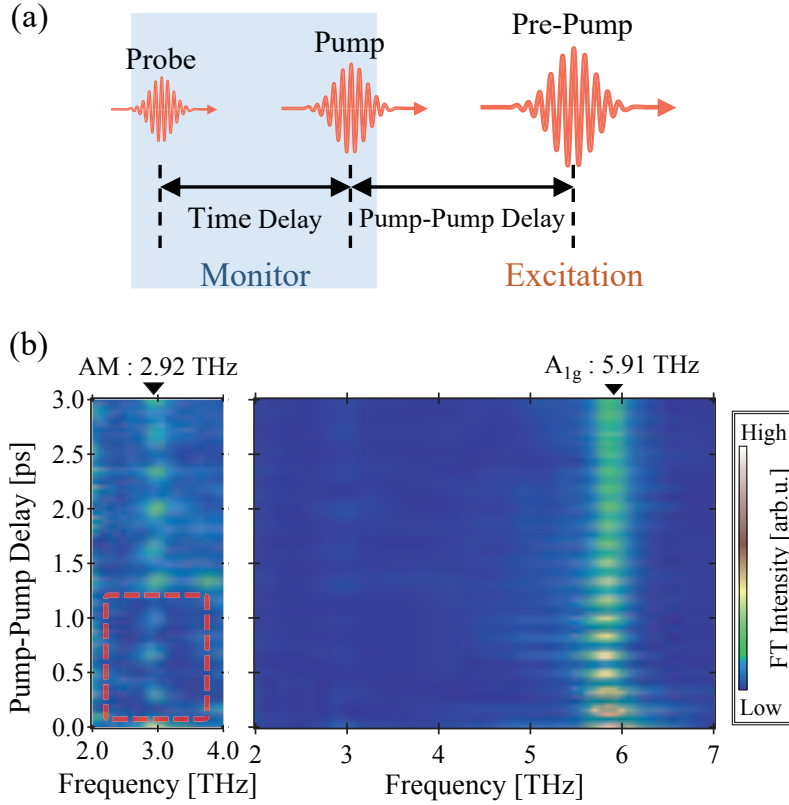 (a)
Probe
Pump
Pre-Pump
Time Delay
Pump-Pump Delay
Monitor
Excitation
(b)
AM : 2.92 THz
A1g : 5.91 THz
Pump-Pump Delay [ps]
3.0
2.5
2.0
1.5
1.0
0.5
0.0
2.0
3.0
4.0
Frequency [THz]
2
3
4
5
6
7
Frequency [THz]
High
Low
FT Intensity [arb.u.]